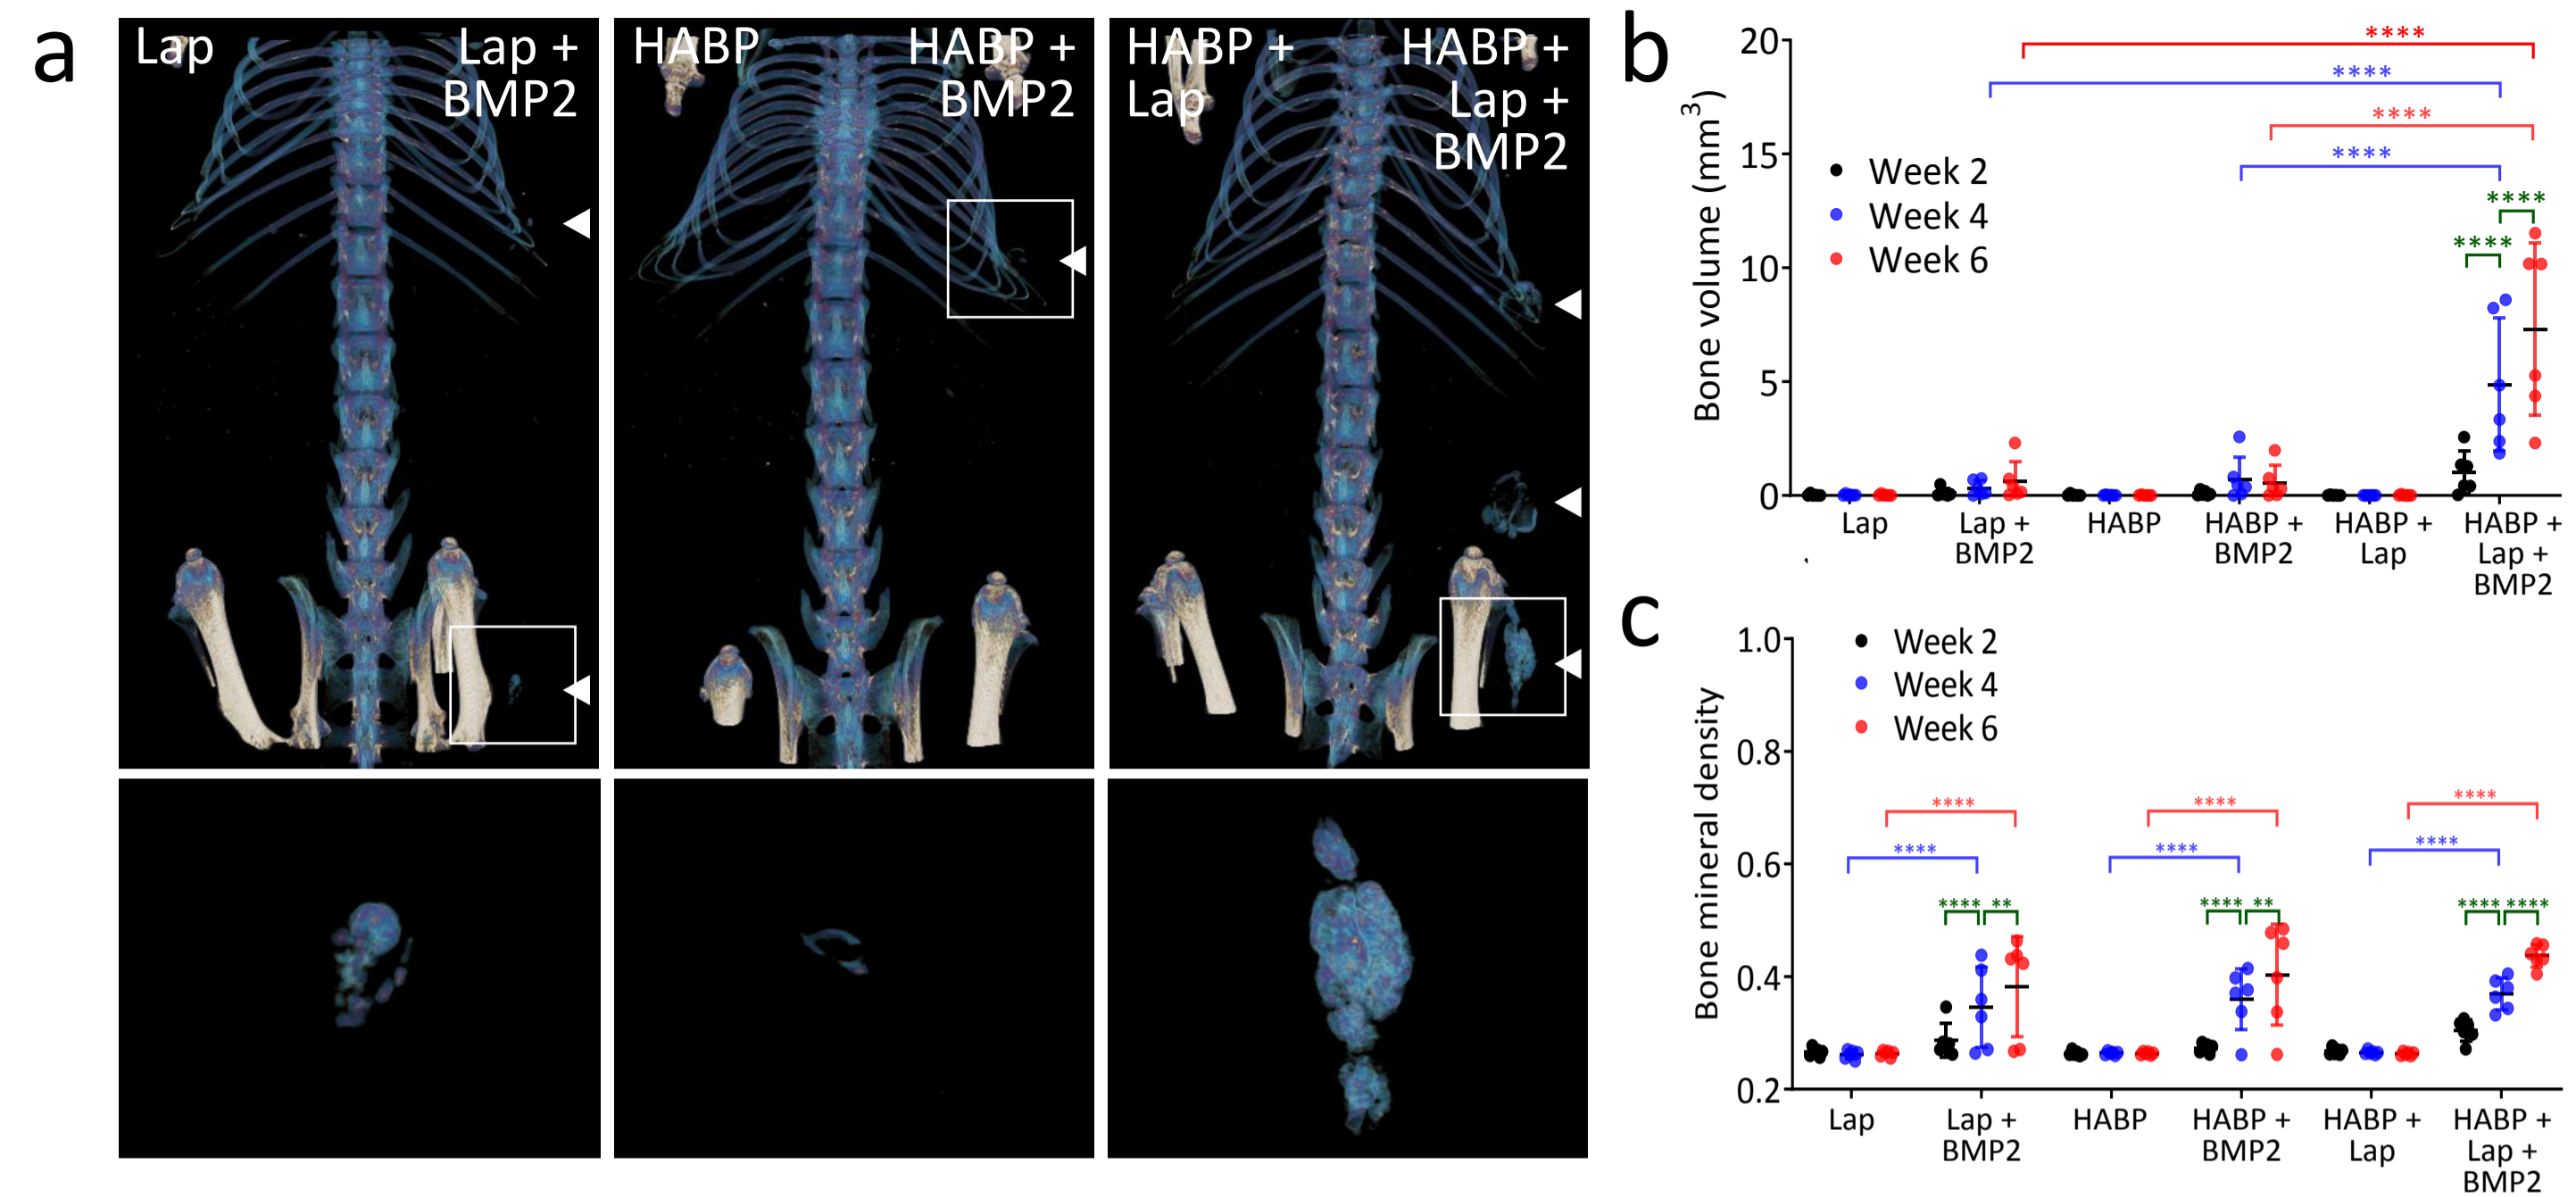 a
Lap
Lap +
BMP2
HABP
HABP +
BMP2
HABP +
Lap
HABP +
Lap +
BMP2
b
Bone volume (mm³)
20
15
10
5
0
Week 2
Week 4
Week 6
****
****
****
****
****
****
Lap
Lap +
BMP2
HABP
HABP +
BMP2
HABP +
Lap
HABP +
Lap +
BMP2
c
Bone mineral density
1.0
0.8
0.6
0.4
0.2
Week 2
Week 4
Week 6
****
****
****
****
****
****
**** **
**** **
**** ****
Lap
Lap +
BMP2
HABP
HABP +
BMP2
HABP +
Lap
HABP +
Lap +
BMP2